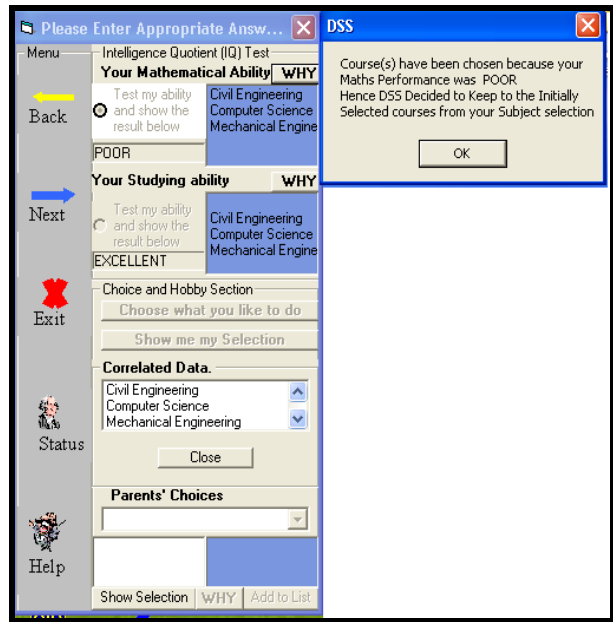 Please Enter Appropriate Answ...
Menu
Back
Next
Exit
Status
Help
Intelligence Quotient (IQ) Test
Your Mathematical Ability
WHY
Test my ability
and show the
result below
POOR
Civil Engineering
Computer Science
Mechanical Engine
Your Studying ability
WHY
Test my ability
and show the
result below
EXCELLENT
Civil Engineering
Computer Science
Mechanical Engine
Choice and Hobby Section
Choose what you like to do
Show me my Selection
Correlated Data.
Civil Engineering
Computer Science
Mechanical Engineering
Close
Parents' Choices
Show Selection
WHY
Add to List
DSS
Course(s) have been chosen because your
Maths Performance was POOR
Hence DSS Decided to Keep to the Initially
Selected courses from your Subject selection
OK